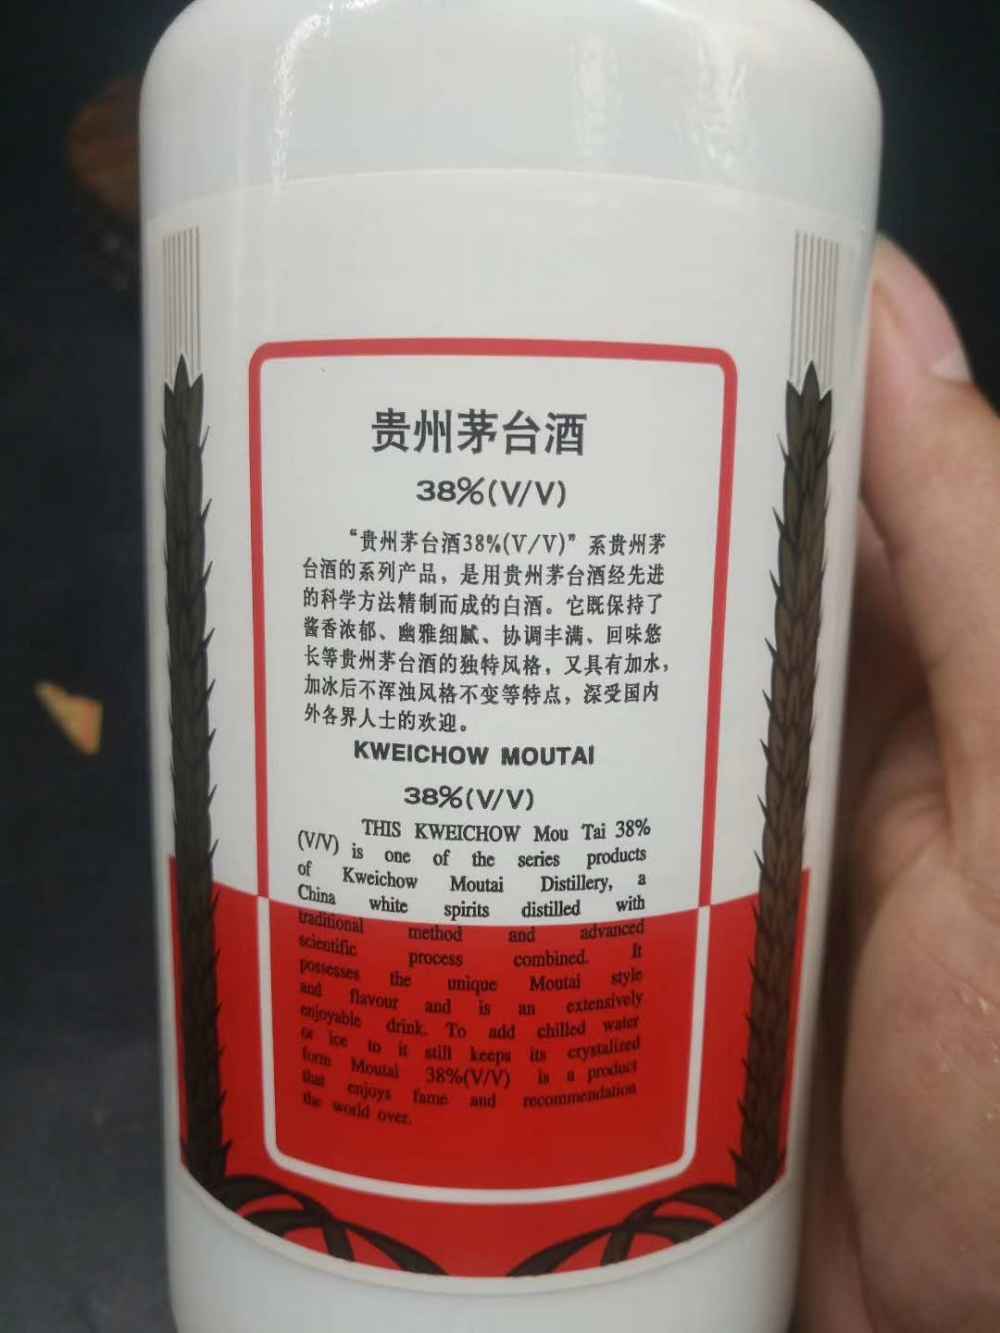 贵州茅台酒
38%(V/V)
“贵州茅台酒38%(V/V)”系贵州茅
台酒的系列产品，是用贵州茅台酒经先进
的科学方法精制而成的白酒。它既保持了
酱香浓郁、幽雅细腻、协调丰满、回味悠
长等贵州茅台酒的独特风格，又具有加水，
加冰后不浑浊风格不变等特点，深受国内
外各界人士的欢迎。
KWEICHOW MOUTAI
38%(V/V)
THIS KWEICHOW Mou Tai 38%
(V/V) is one of the series products
of Kweichow Moutai Distillery, a
China white spirits distilled with
traditional method and advanced
scientific process combined. It
possesses the unique Moutai style
and flavour and is an extensively
enjoyable drink. To add chilled water
or ice to it still keeps its crystalized
form Moutai 38%(V/V) is a product
that enjoys fame and recommendation
the world over.